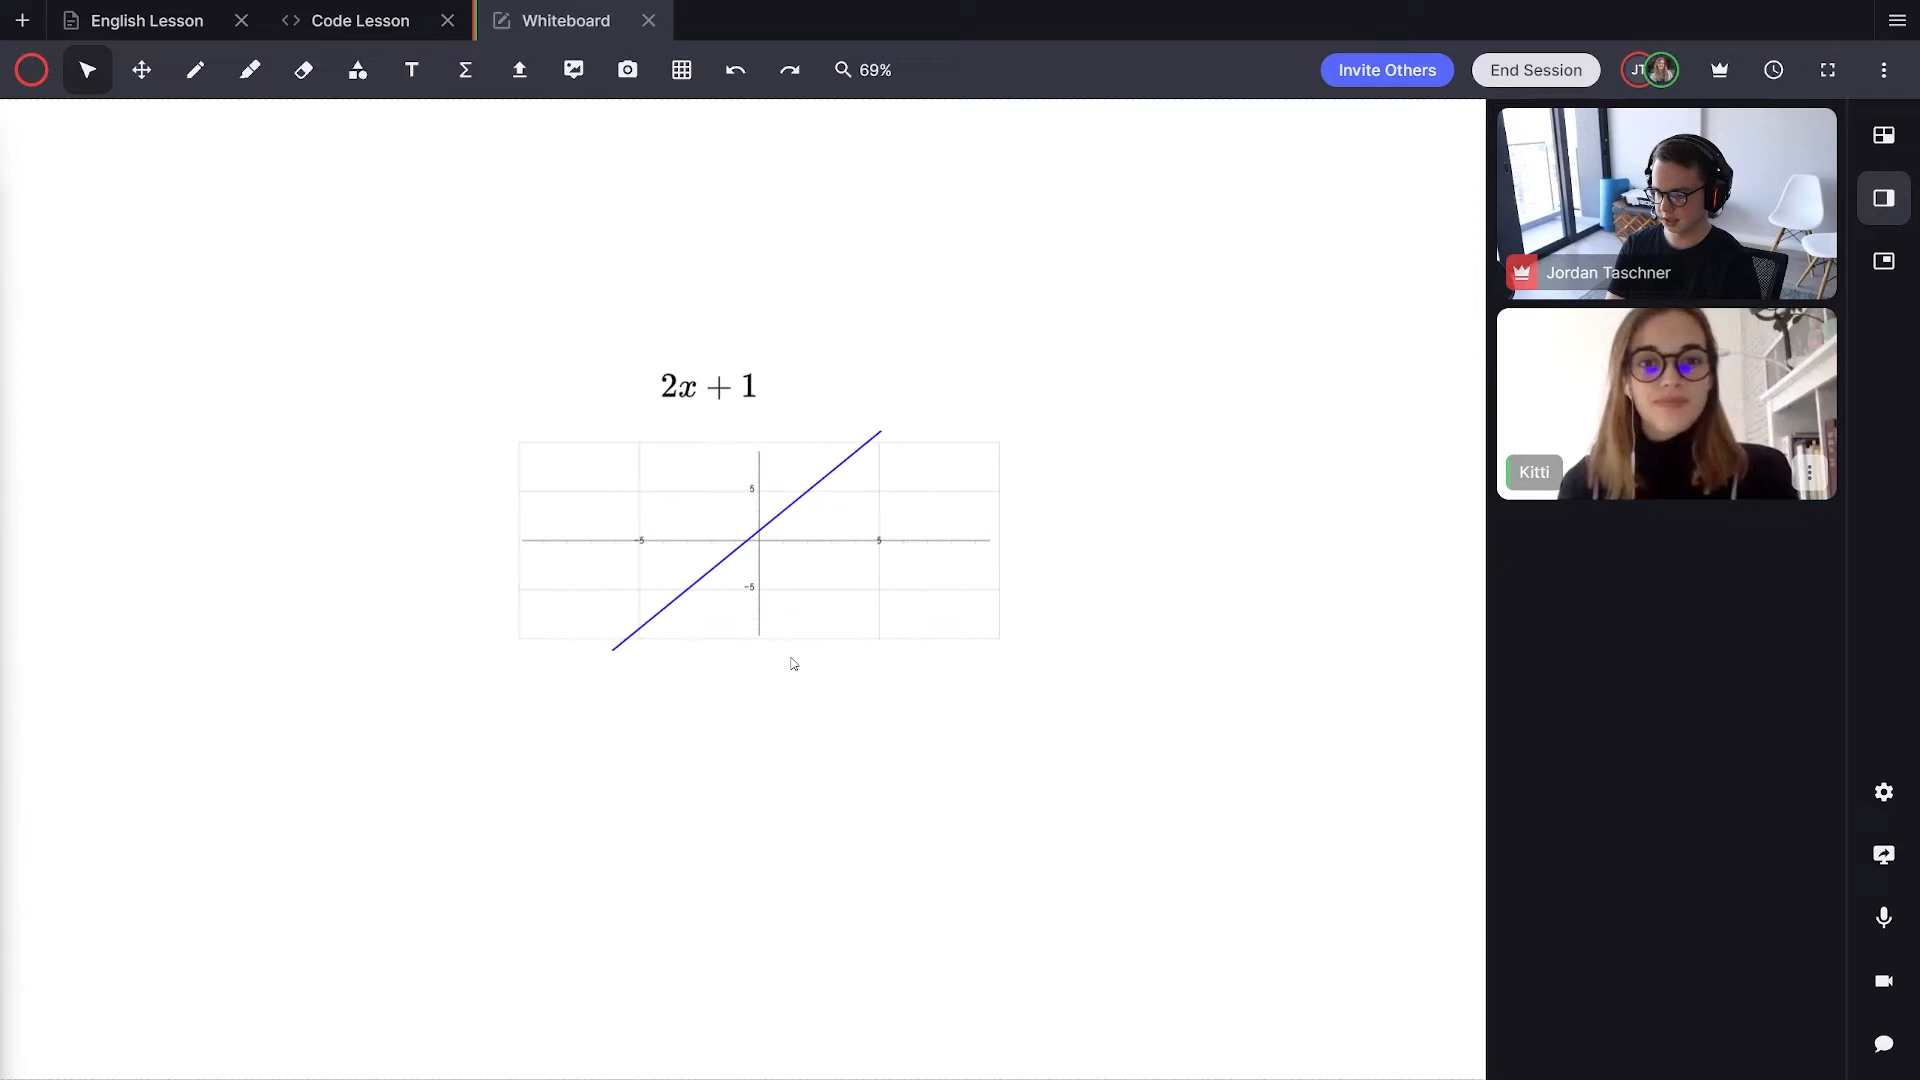 English Lesson
Code Lesson
Whiteboard
T
Σ
69%
Invite Others
End Session
JT
Jordan Taschner
Kitti
2x + 1
5
-5
5
-5